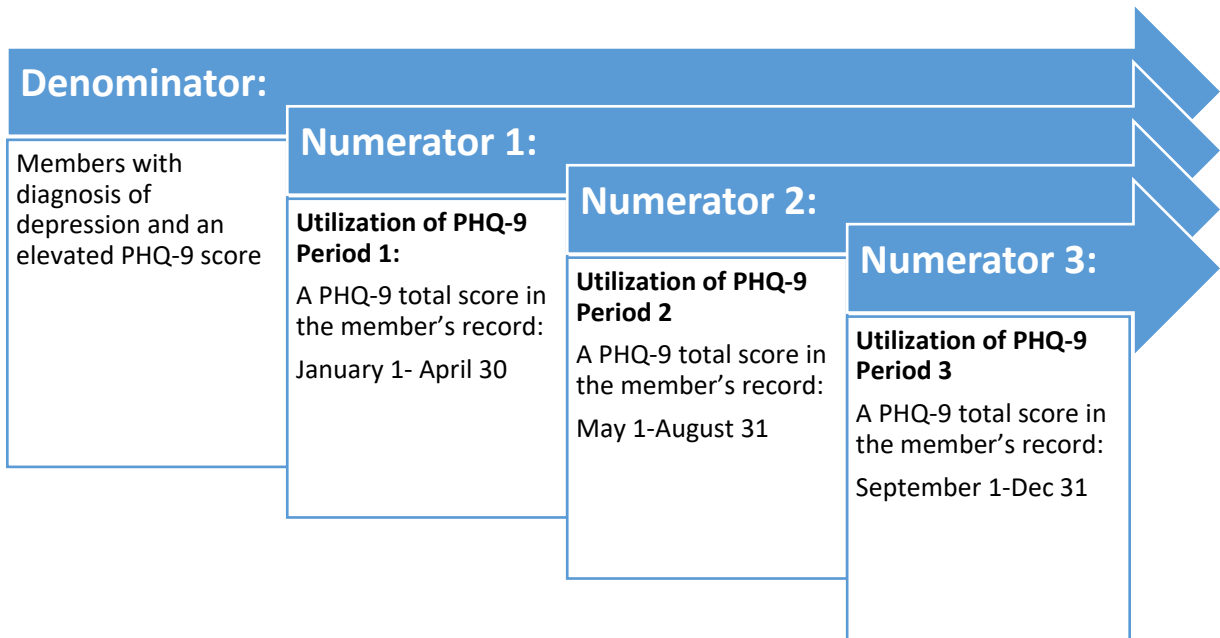 Denominator:
Members with
diagnosis of
depression and an
elevated PHQ-9 score
Numerator 1:
Utilization of PHQ-9
Period 1:
A PHQ-9 total score in
the member’s record:
January 1- April 30
Numerator 2:
Utilization of PHQ-9
Period 2
A PHQ-9 total score in
the member’s record:
May 1-August 31
Numerator 3:
Utilization of PHQ-9
Period 3
A PHQ-9 total score in
the member’s record:
September 1-Dec 31